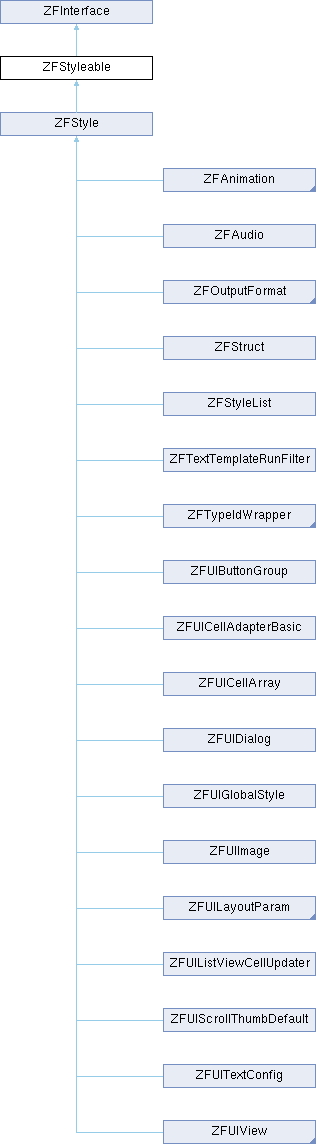 ZFInterface
ZFStyleable
ZFStyle
ZFAnimation
ZFAudio
ZFOutputFormat
ZFStruct
ZFStyleList
ZFTextTemplateRunFilter
ZFTypeIdWrapper
ZFUIButtonGroup
ZFUICellAdapterBasic
ZFUICellArray
ZFUIDialog
ZFUIGlobalStyle
ZFUIImage
ZFUILayoutParam
ZFUIListViewCellUpdater
ZFUIScrollThumbDefault
ZFUITextConfig
ZFUIView